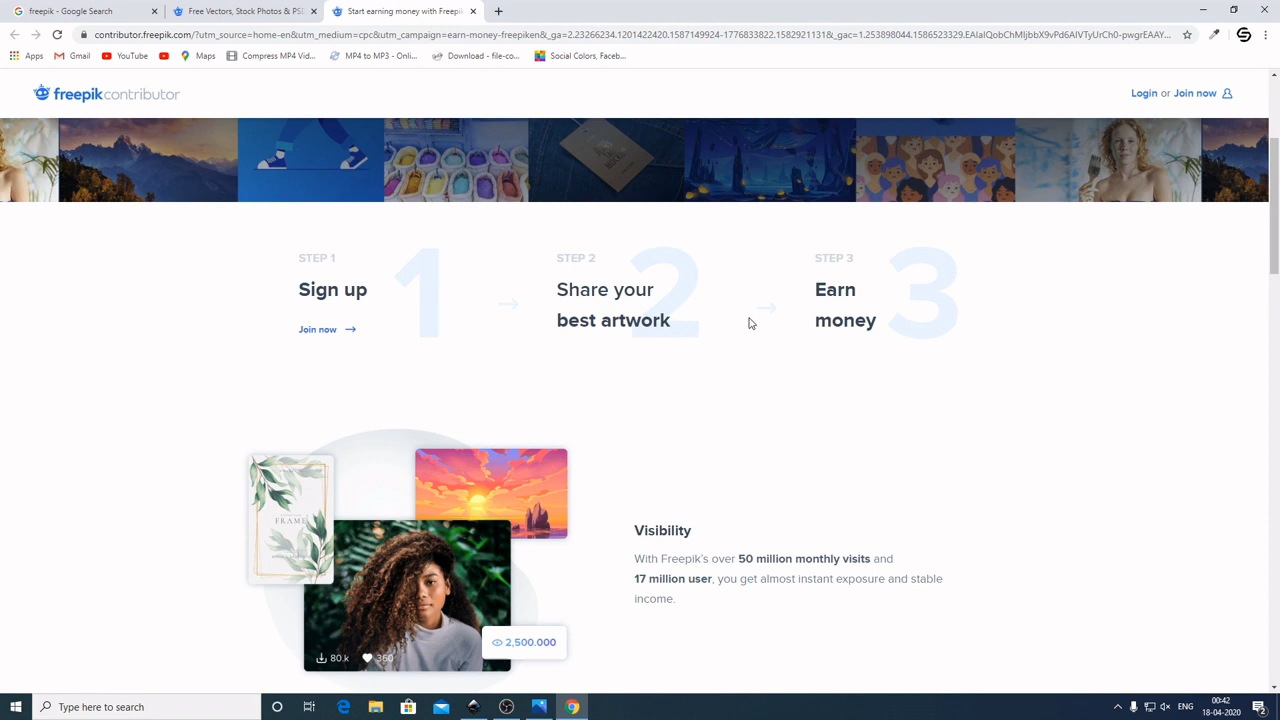 freepik - Google Search
Free Vectors, Stock Photos & PS
Start earning money with Freepi
contributor.freepik.com/?utm_source=home-en&utm_medium=cpc&utm_campaign=earn-money-freepiken&_ga=2.23266234.1201422420.1587149924-1776833822.1582921131&_gac=1.253898044.1586523329.EAIaIQobChMIjbbX9vPd6AIVTyUrCh0-pwgrEAAY...
Apps
Gmail
YouTube
Maps
Compress MP4 Vid...
MP4 to MP3 - Onli...
Download - file-co...
Social Colors, Faceb...
freepikcontributor
Login or Join now
STEP 1
Sign up
Join now
1
STEP 2
Share your
best artwork
2
STEP 3
Earn
money
3
FRAME
80.k
360
2,500.000
Visibility
With Freepik's over 50 million monthly visits and
17 million user, you get almost instant exposure and stable
income.
Type here to search
ENG
00:42
18-04-2020
2